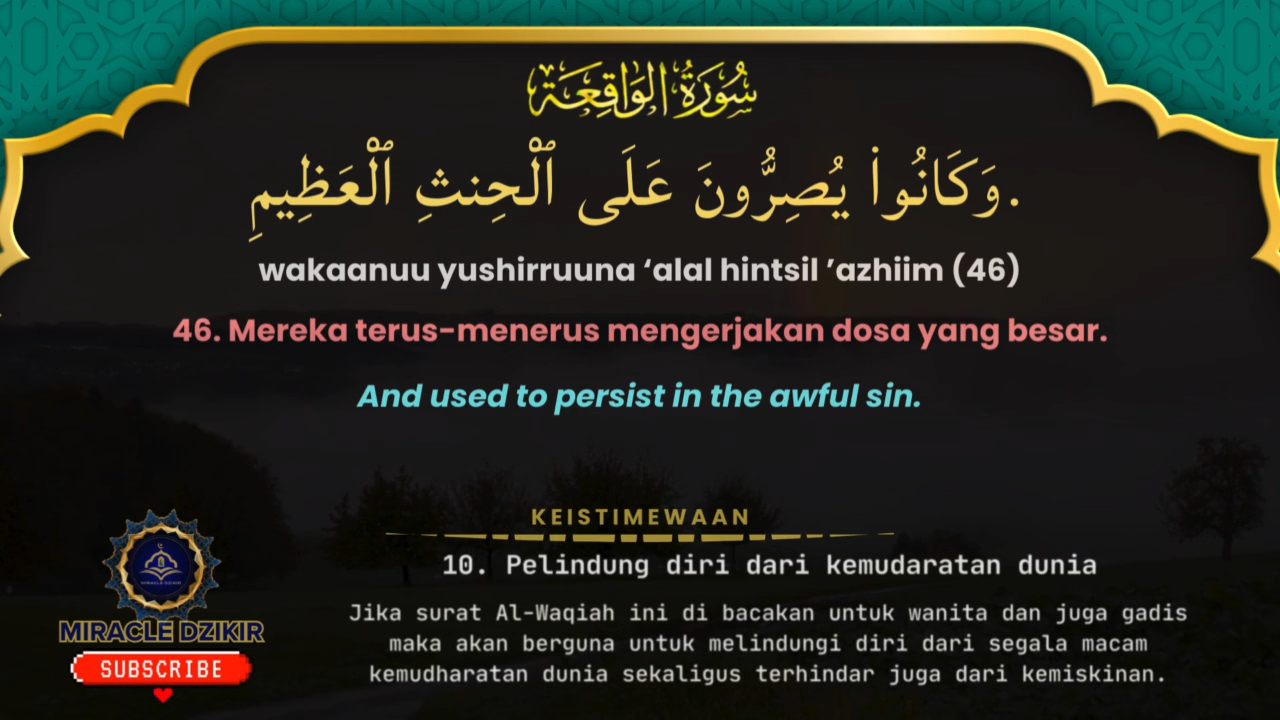 سُورَةُ الوَاقِعَة
وَكَانُوا۟ يُصِرُّونَ عَلَى ٱلْحِنثِ ٱلْعَظِيمِ.
wakaanuu yushirruuna ‘alal hintsil ’azhiim (46)
46. Mereka terus-menerus mengerjakan dosa yang besar.
And used to persist in the awful sin.
KEISTIMEWAAN
10. Pelindung diri dari kemudaratan dunia
Jika surat Al-Waqiah ini di bacakan untuk wanita dan juga gadis
maka akan berguna untuk melindungi diri dari segala macam
kemudharatan dunia sekaligus terhindar juga dari kemiskinan.
MIRACLE DZIKIR
MIRACLE DZIKIR
SUBSCRIBE